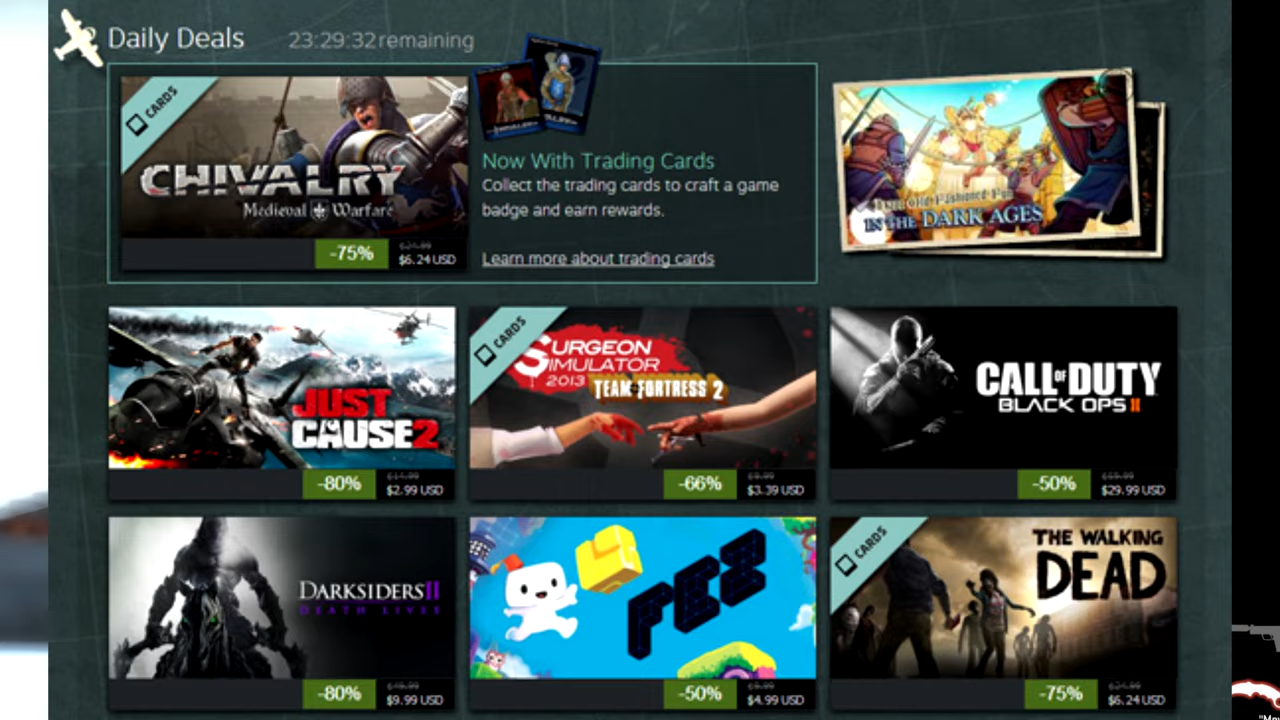 Daily Deals 23:29:32 remaining
CARDS
CHIVALRY
Medieval Warfare
-75% $24.99
$6.24 USD
Now With Trading Cards
Collect the trading cards to craft a game
badge and earn rewards.
Learn more about trading cards
IN THE DARK AGES
JUST
CAUSE 2
-80% $14.99
$2.99 USD
CARDS
SURGEON
SIMULATOR
2013 TEAM FORTRESS 2
-66% $9.99
$3.39 USD
CALL OF DUTY
BLACK OPS II
-50% $59.99
$29.99 USD
DARKSIDERS II
DEATH LIVES
-80% $49.99
$9.99 USD
FEZ
-50% $9.99
$4.99 USD
CARDS
THE WALKING
DEAD
-75% $24.99
$6.24 USD